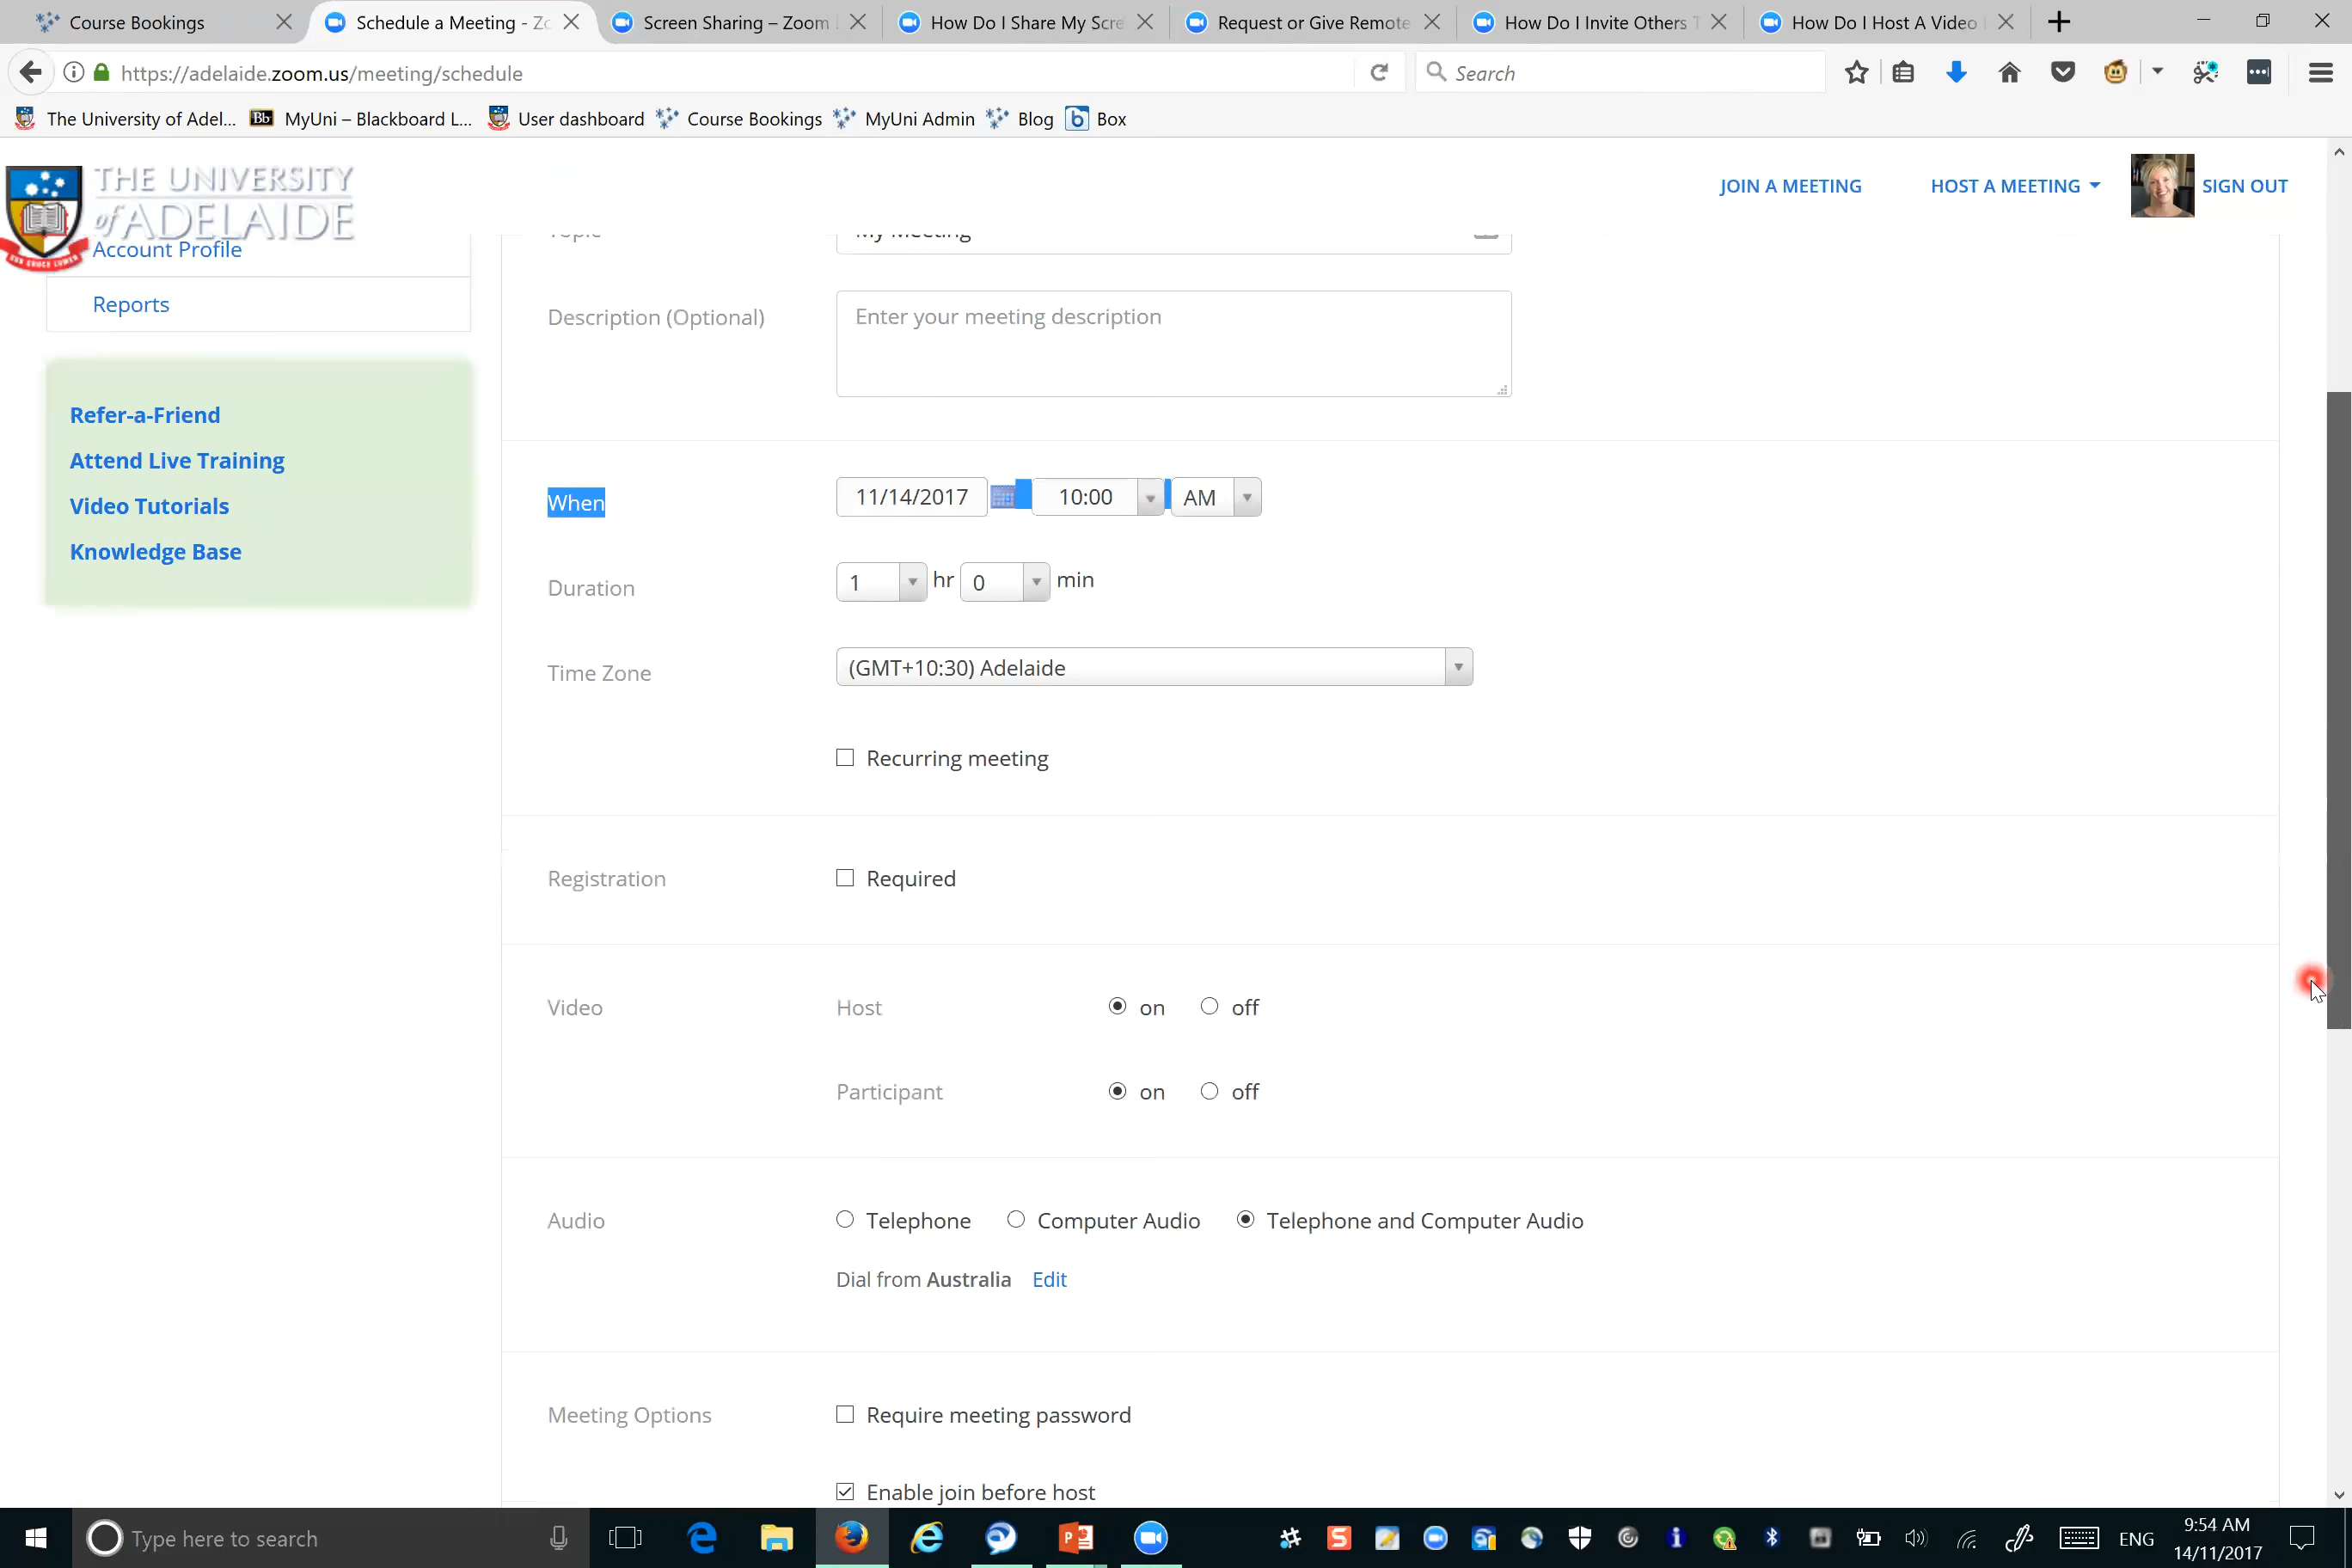 Course Bookings
Schedule a Meeting - Zo
Screen Sharing – Zoom
How Do I Share My Scre
Request or Give Remote
How Do I Invite Others T
How Do I Host A Video
https://adelaide.zoom.us/meeting/schedule
Search
The University of Adel...
Bb MyUni – Blackboard L...
User dashboard
Course Bookings
MyUni Admin
Blog
b Box
THE UNIVERSITY
of ADELAIDE
JOIN A MEETING
HOST A MEETING
SIGN OUT
Account Profile
Reports
Refer-a-Friend
Attend Live Training
Video Tutorials
Knowledge Base
Topic My Meeting
Description (Optional) Enter your meeting description
When 11/14/2017 10:00 AM
Duration 1 hr 0 min
Time Zone (GMT+10:30) Adelaide
Recurring meeting
Registration Required
Video Host on off
Participant on off
Audio Telephone Computer Audio Telephone and Computer Audio
Dial from Australia Edit
Meeting Options Require meeting password
Enable join before host
Type here to search
ENG
9:54 AM
14/11/2017